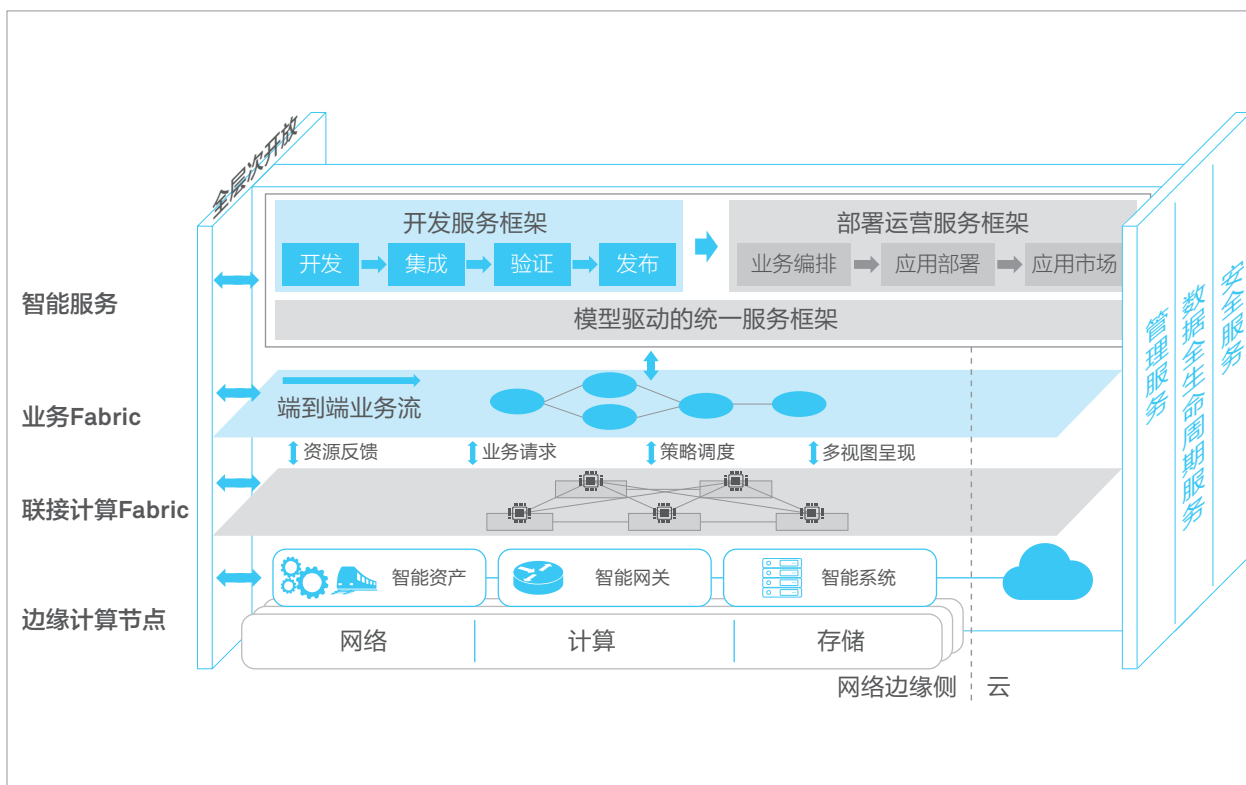 全层次开放
智能服务
开发服务框架
开发
集成
验证
发布
部署运营服务框架
业务编排
应用部署
应用市场
模型驱动的统一服务框架
业务Fabric
端到端业务流
资源反馈
业务请求
策略调度
多视图呈现
联接计算Fabric
边缘计算节点
智能资产
智能网关
智能系统
网络
计算
存储
网络边缘侧
云
管理服务
数据全生命周期服务
安全服务